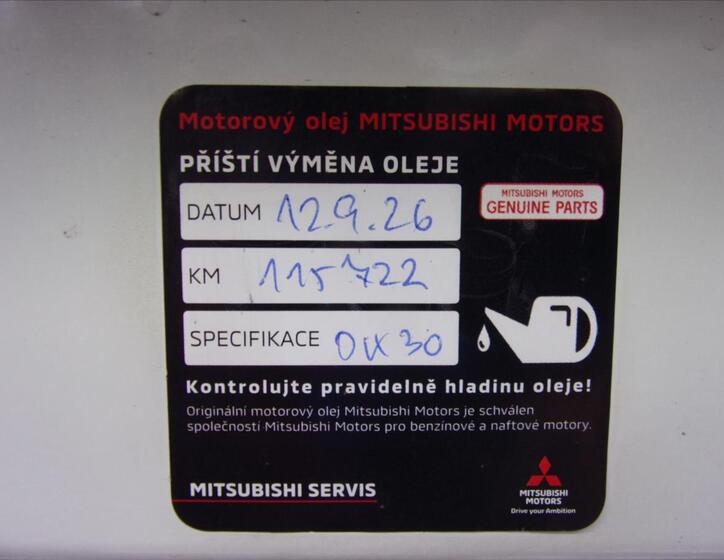 Motorový olej MITSUBISHI MOTORS
PŘÍŠTÍ VÝMĚNA OLEJE
DATUM 12.9.26
MITSUBISHI MOTORS
GENUINE PARTS
KM 115722
SPECIFIKACE 0W30
Kontrolujte pravidelně hladinu oleje!
Originální motorový olej Mitsubishi Motors je schválen
společností Mitsubishi Motors pro benzínové a naftové motory.
MITSUBISHI SERVIS
MITSUBISHI
MOTORS
Drive your Ambition